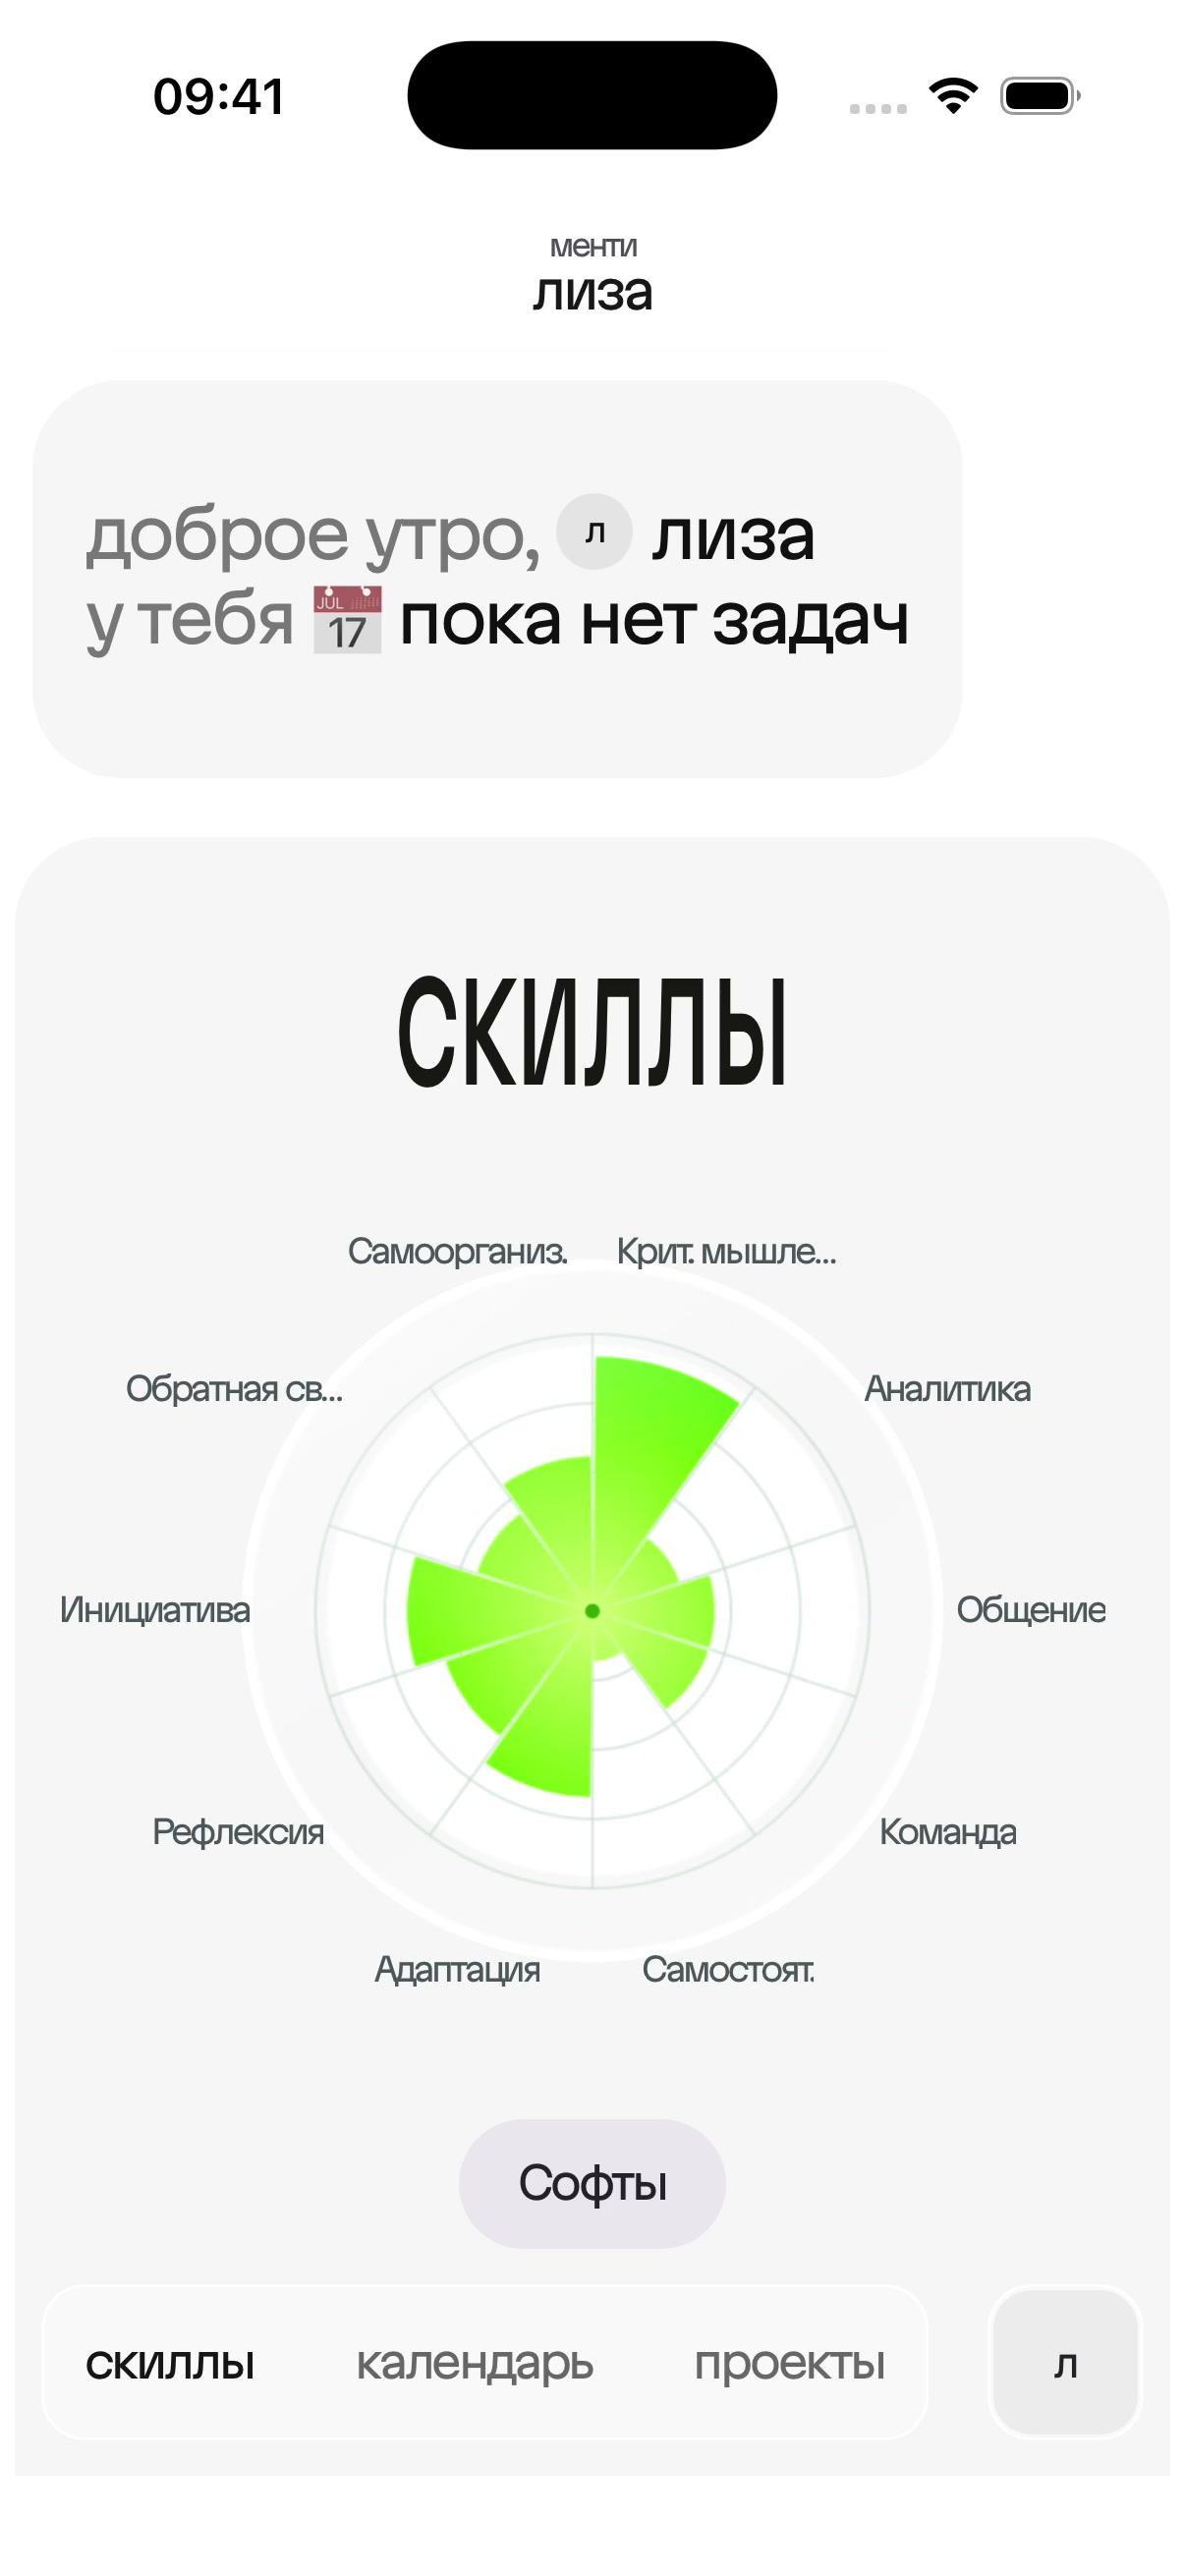 09:41
менти
лиза
доброе утро, л лиза
у тебя JUL 17 пока нет задач
скиллы
Самоорганиз. Крит. мышле...
Обратная св... Аналитика
Инициатива Общение
Рефлексия Команда
Адаптация Самостоят.
Софты
скиллы календарь проекты л